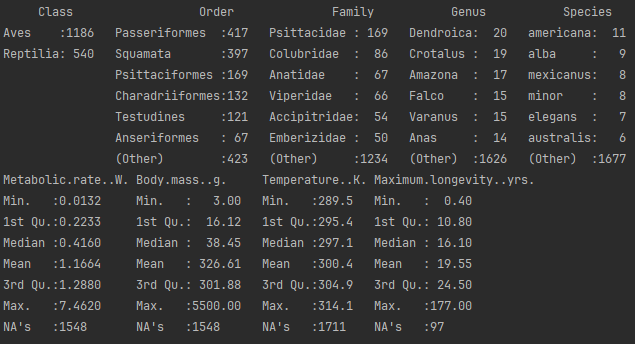 Class Order Family Genus Species
Aves :1186 Passeriformes :417 Psittacidae : 169 Dendroica: 20 americana: 11
Reptilia: 540 Squamata :397 Colubridae : 86 Crotalus : 19 alba : 9
Psittaciformes :169 Anatidae : 67 Amazona : 17 mexicanus: 8
Charadriiformes:132 Viperidae : 66 Falco : 15 minor : 8
Testudines :121 Accipitridae: 54 Varanus : 15 elegans : 7
Anseriformes : 67 Emberizidae : 50 Anas : 14 australis: 6
(Other) :423 (Other) :1234 (Other) :1626 (Other) :1677
Metabolic.rate..W. Body.mass..g. Temperature..K. Maximum.longevity..yrs.
Min. :0.0132 Min. : 3.00 Min. :289.5 Min. : 0.40
1st Qu.:0.2233 1st Qu.: 16.12 1st Qu.:295.4 1st Qu.: 10.80
Median :0.4160 Median : 38.45 Median :297.1 Median : 16.10
Mean :1.1664 Mean : 326.61 Mean :300.4 Mean : 19.55
3rd Qu.:1.2880 3rd Qu.: 301.88 3rd Qu.:304.9 3rd Qu.: 24.50
Max. :7.4620 Max. :5500.00 Max. :314.1 Max. :177.00
NA's :1548 NA's :1548 NA's :1711 NA's :97